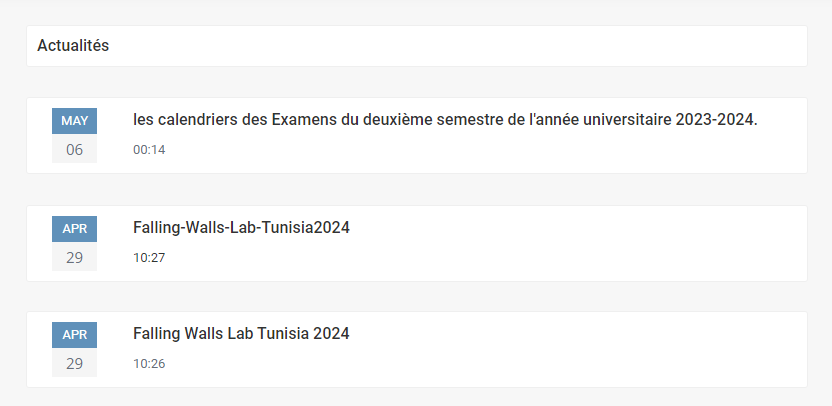 Actualités
MAY
les calendriers des Examens du deuxième semestre de l'année universitaire 2023-2024.
06
00:14
APR
Falling-Walls-Lab-Tunisia2024
29
10:27
APR
Falling Walls Lab Tunisia 2024
29
10:26